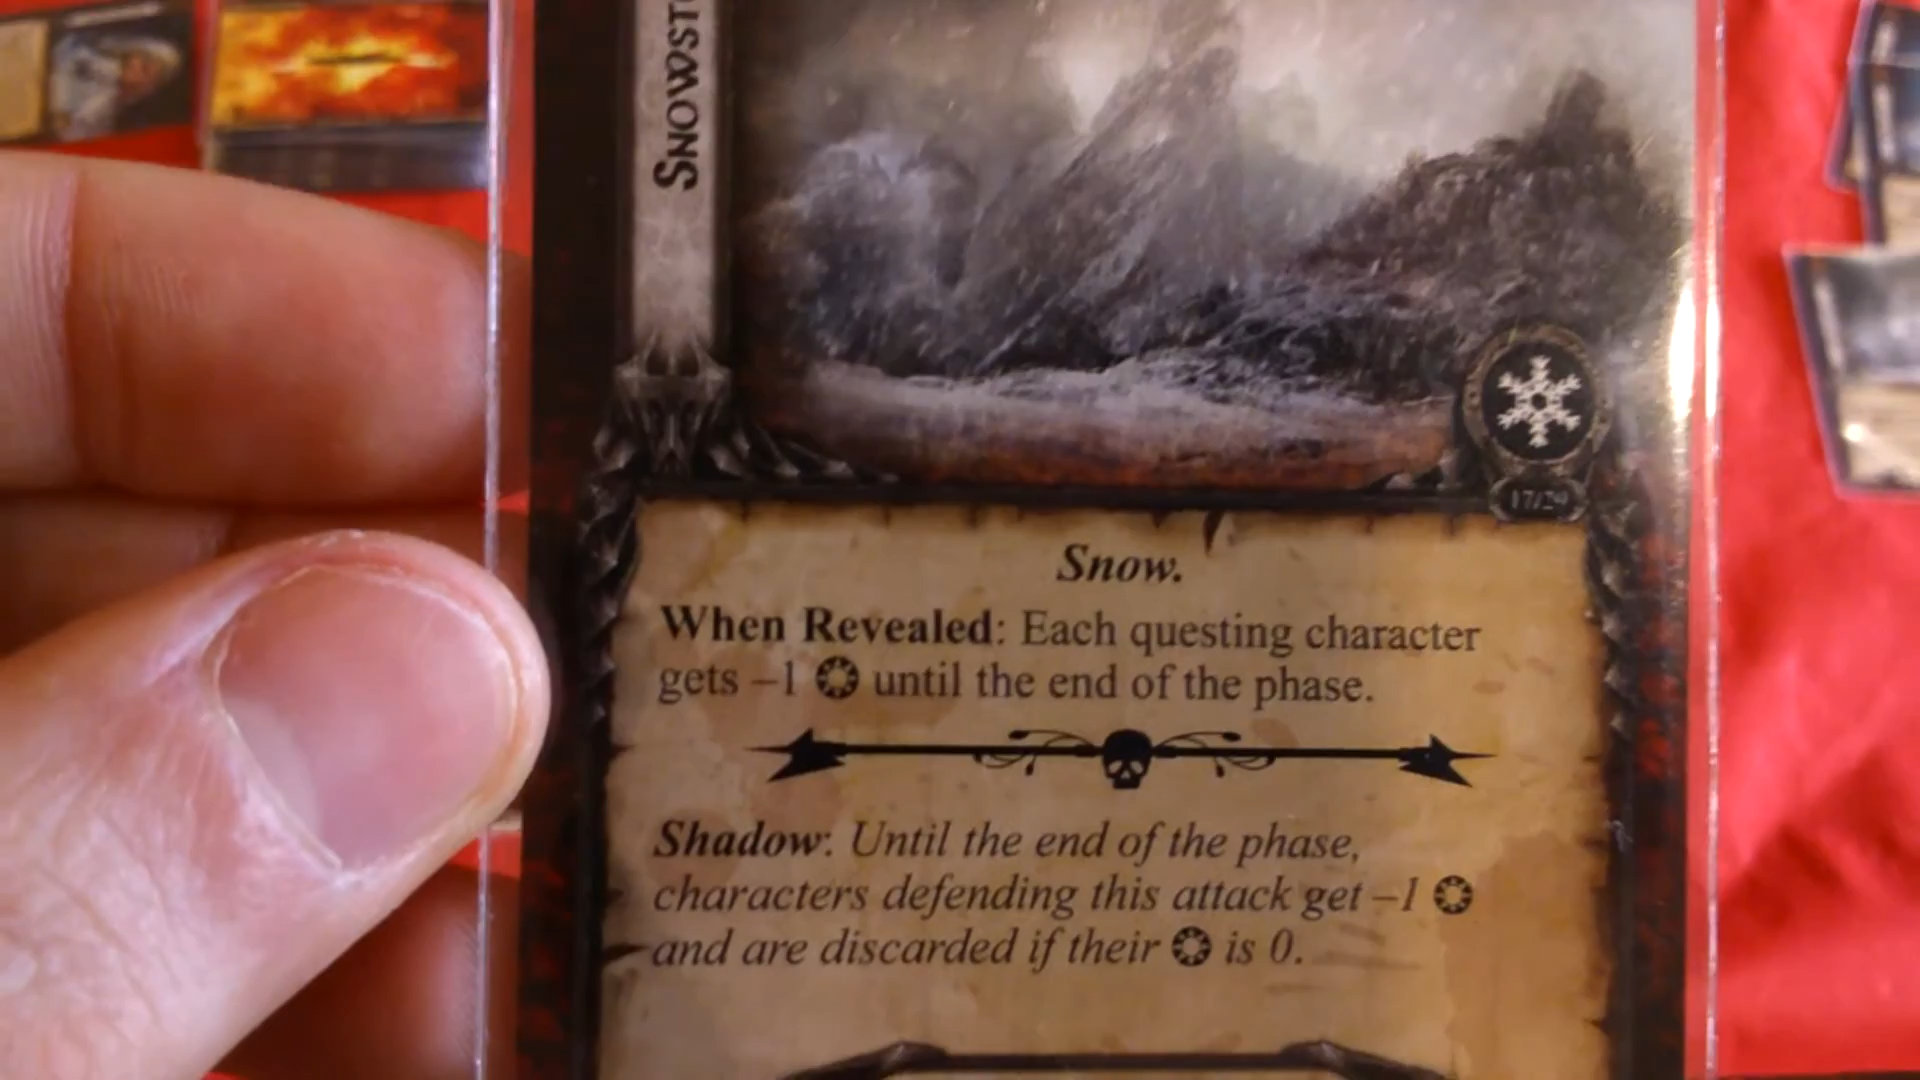 SNOWST
17/29
Snow.
When Revealed: Each questing character
gets –1 until the end of the phase.
Shadow: Until the end of the phase,
characters defending this attack get –1
and are discarded if their is 0.